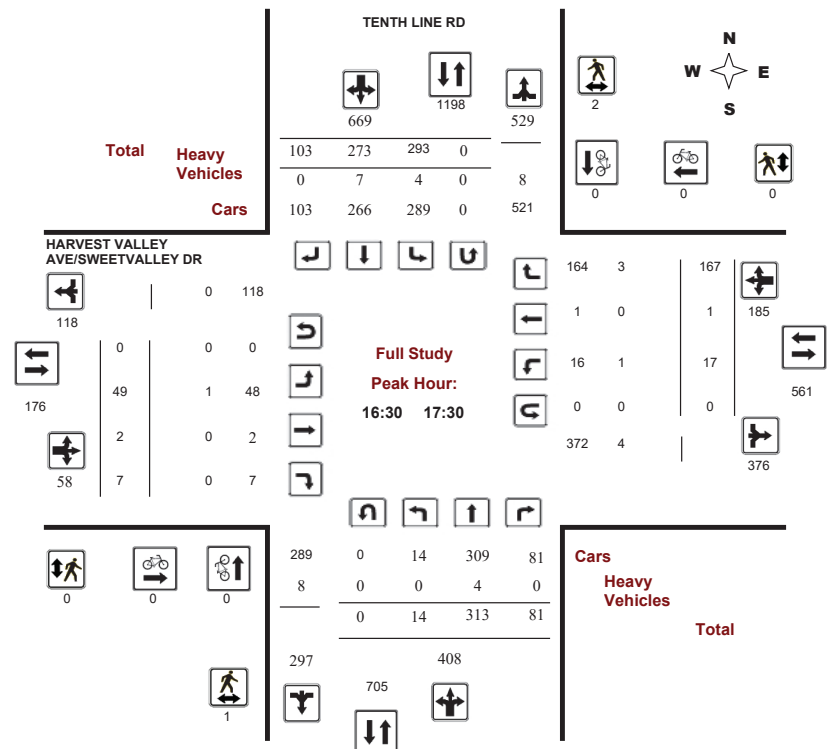 TENTH LINE RD
N
W E
S
1198
2
669 529
Total Heavy Vehicles
103 273 293 0
0 7 4 0 8
Cars 103 266 289 0 521
0 0 0
HARVEST VALLEY
AVE/SWEETVALLEY DR
0 118
118
164 3 167
1 0 1 185
0 0 0
Full Study
16 1 17
176
49 1 48
Peak Hour:
561
16:30 17:30
0 0 0
2 0 2
372 4
376
58 7 0 7
289 0 14 309 81 Cars
8 0 0 4 0 Heavy
Vehicles
0 0 0
0 14 313 81 Total
297 408
705
1